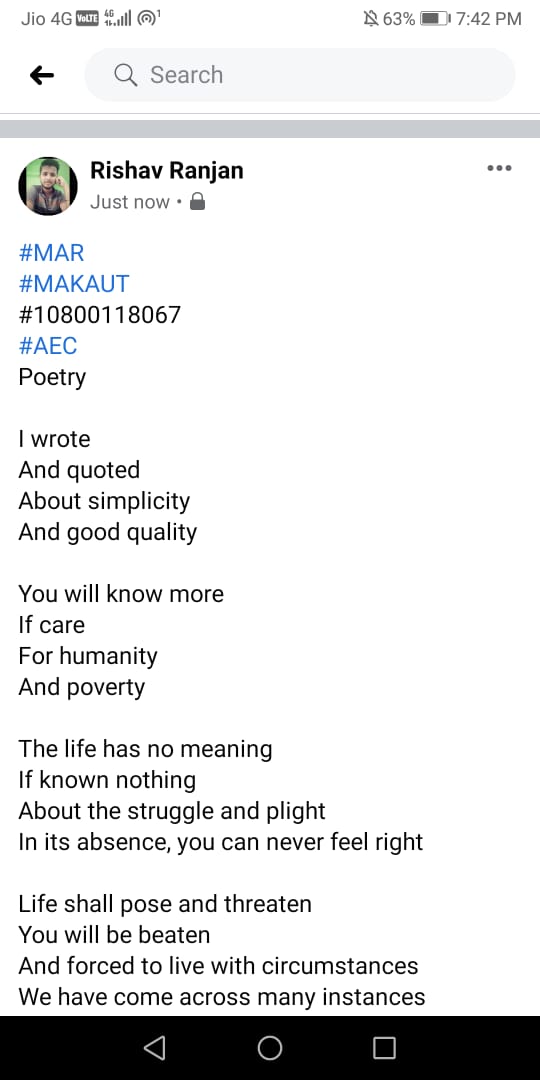 Jio 4G VoLTE 4G 1 63% 7:42 PM
Search
Rishav Ranjan
Just now •
#MAR
#MAKAUT
#10800118067
#AEC
Poetry
I wrote
And quoted
About simplicity
And good quality
You will know more
If care
For humanity
And poverty
The life has no meaning
If known nothing
About the struggle and plight
In its absence, you can never feel right
Life shall pose and threaten
You will be beaten
And forced to live with circumstances
We have come across many instances